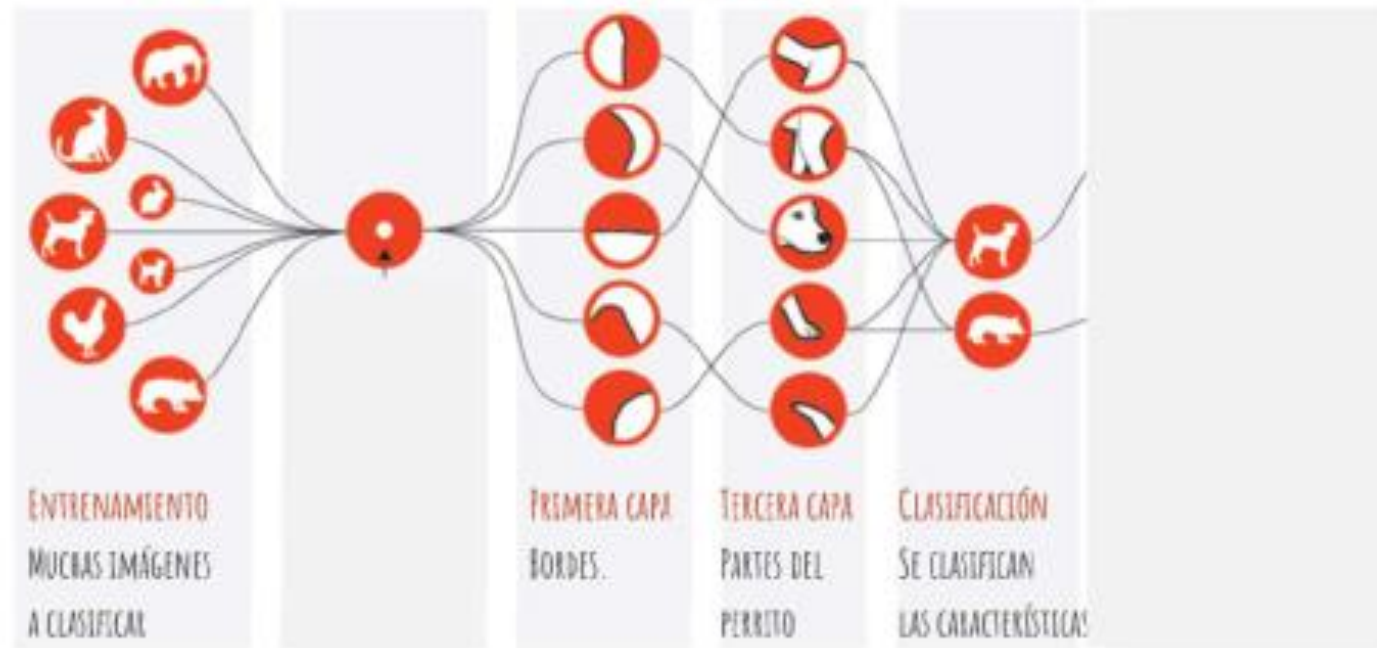 ENTRENAMIENTO
MUCHAS IMÁGENES
A CLASIFICAR
PRIMERA CAPA
BORDES.
TERCERA CAPA
PARTES DEL
PERRITO
CLASIFICACIÓN
SE CLASIFICAN
LAS CARACTERÍSTICAS